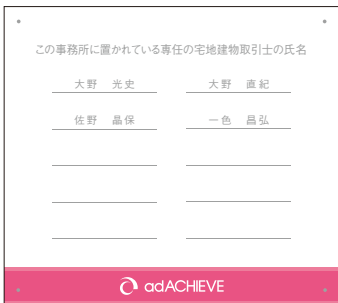 この事務所に置かれている専任の宅地建物取引士の氏名
大野　光史　　大野　直紀
佐野　晶保　　一色　昌弘
adACHIEVE